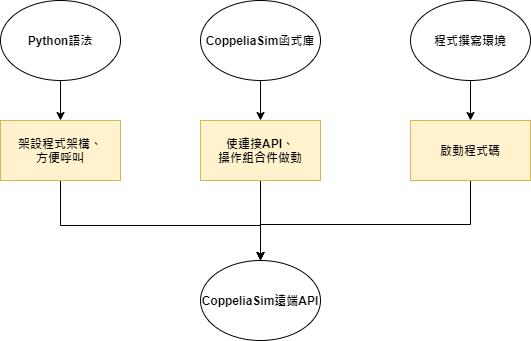 Python語法
CoppeliaSim函式庫
程式撰寫環境
架設程式架構、
方便呼叫
使連接API、
操作組合件做動
啟動程式碼
CoppeliaSim遠端API